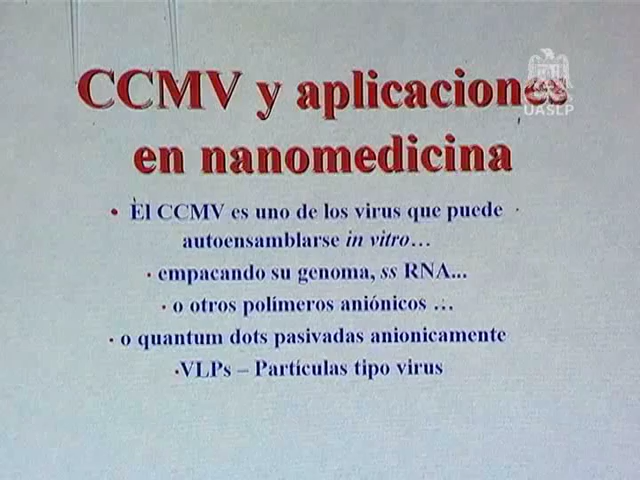 CCMV y aplicaciones
UASLP
en nanomedicina
• El CCMV es uno de los virus que puede
autoensamblarse in vitro…
• empacando su genoma, ss RNA...
• o otros polímeros aniónicos …
• o quantum dots pasivadas anionicamente
•VLPs – Partículas tipo virus